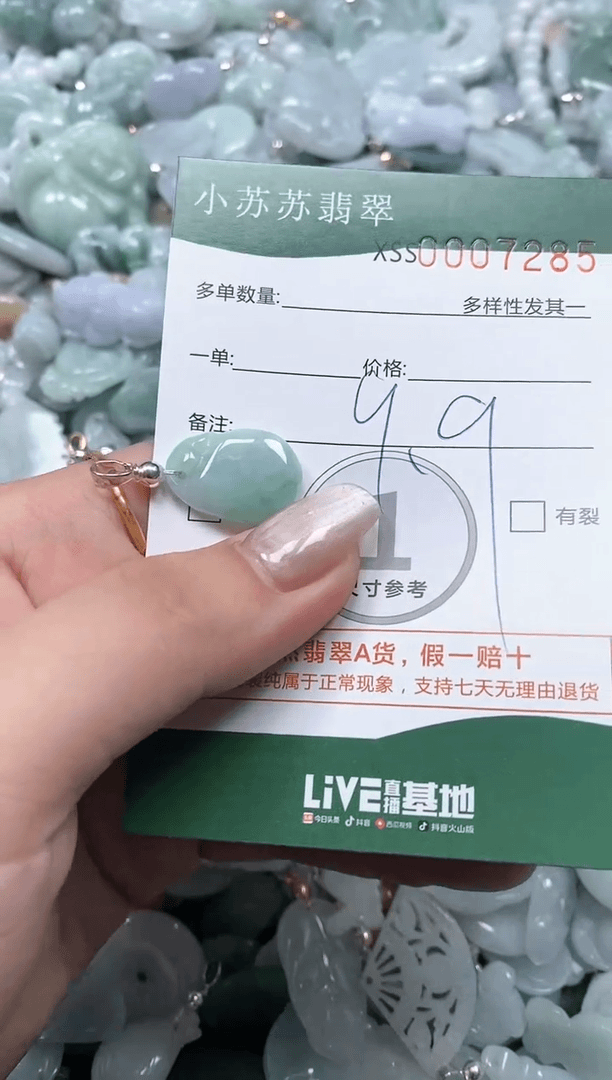 小苏苏翡翠
XSS0007285
多单数量:
多样性发其一
一单:
价格:
9.9
备注:
1
有裂
寸参考
翡翠A货，假一赔十
纯属于正常现象，支持七天无理由退货
LiVE直播基地
今日头条 抖音 西瓜视频 抖音火山版